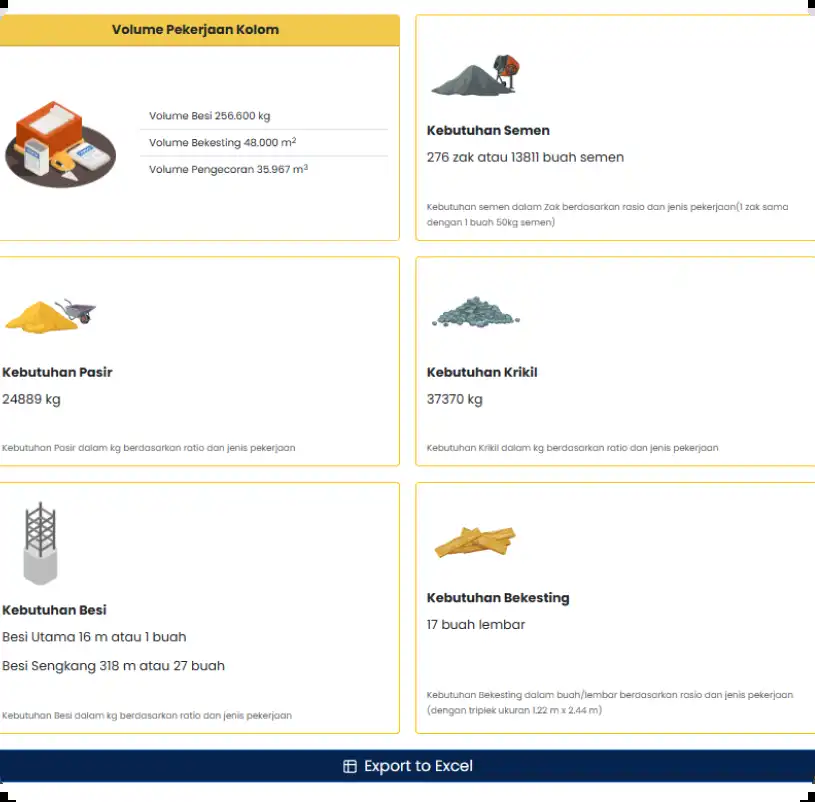 Volume Pekerjaan Kolom
Volume Besi 256.600 kg
Volume Bekesting 48.000 m²
Volume Pengecoran 35.967 m³
Kebutuhan Semen
276 zak atau 13811 buah semen
Kebutuhan semen dalam Zak berdasarkan rasio dan jenis pekerjaan(1 zak sama
dengan 1 buah 50kg semen)
Kebutuhan Pasir
24889 kg
Kebutuhan Pasir dalam kg berdasarkan ratio dan jenis pekerjaan
Kebutuhan Krikil
37370 kg
Kebutuhan Krikil dalam kg berdasarkan ratio dan jenis pekerjaan
Kebutuhan Besi
Besi Utama 16 m atau 1 buah
Besi Sengkang 318 m atau 27 buah
Kebutuhan Besi dalam kg berdasarkan ratio dan jenis pekerjaan
Kebutuhan Bekesting
17 buah lembar
Kebutuhan Bekesting dalam buah/lembar berdasarkan rasio dan jenis pekerjaan
(dengan triplek ukuran 1.22 m x 2.44 m)
Export to Excel